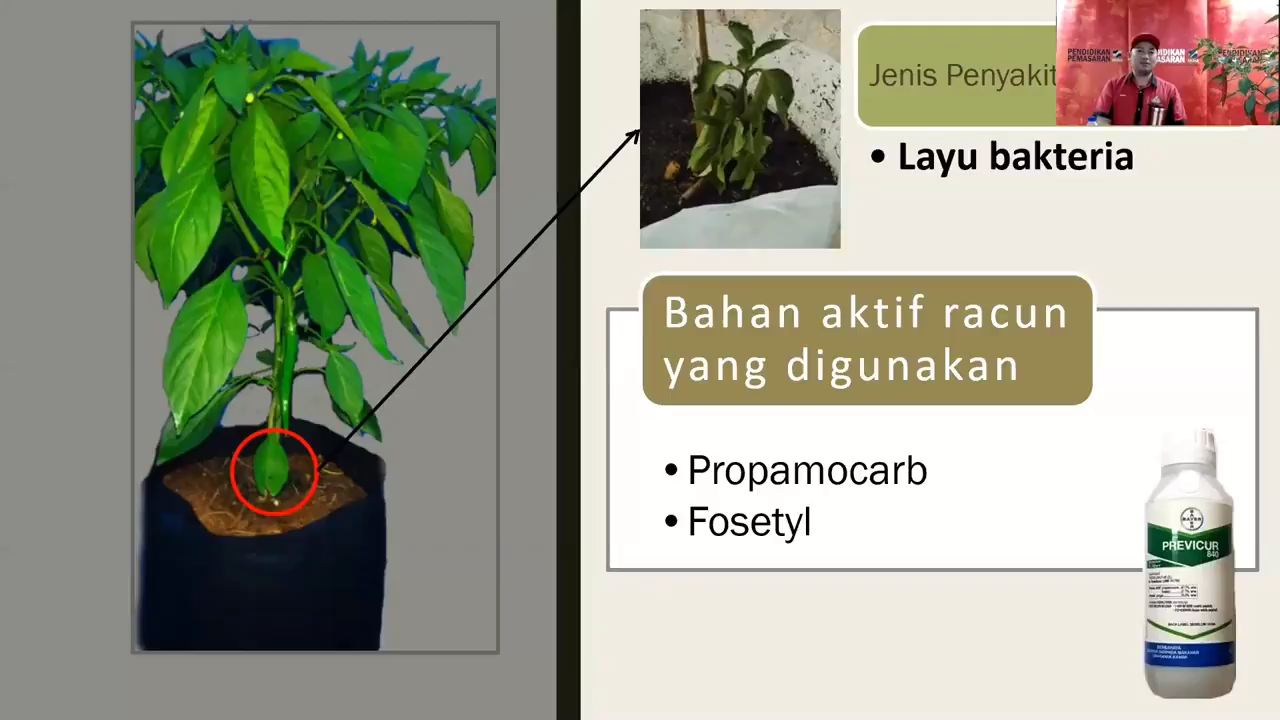 Jenis Penyakit
PENDIDIKAN
PEMASARAN
• Layu bakteria
Bahan aktif racun
yang digunakan
• Propamocarb
• Fosetyl
BAYER
PREVICUR
840